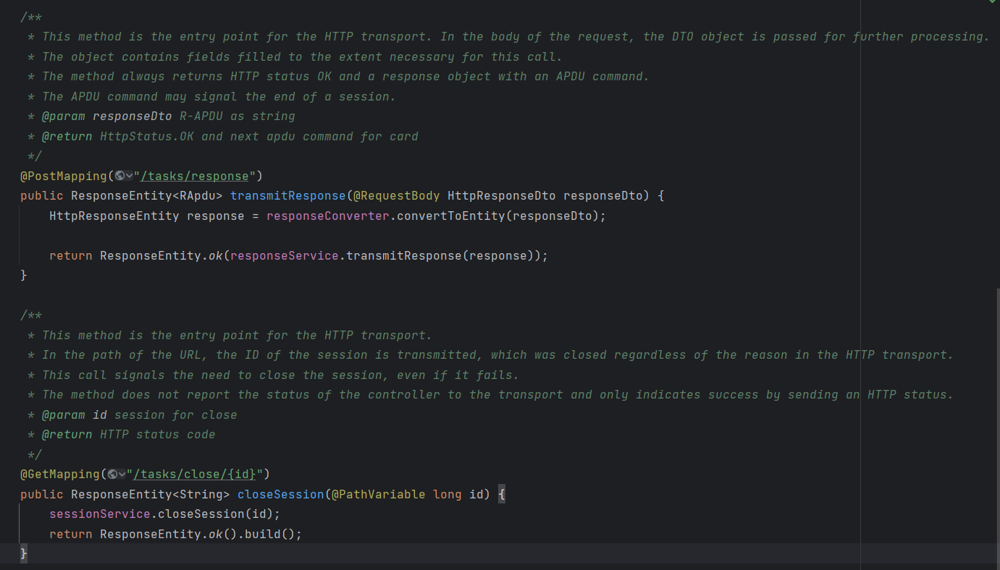 /**
 * This method is the entry point for the HTTP transport. In the body of the request, the DTO object is passed for further processing.
 * The object contains fields filled to the extent necessary for this call.
 * The method always returns HTTP status OK and a response object with an APDU command.
 * The APDU command may signal the end of a session.
 * @param responseDto R-APDU as string
 * @return HttpStatus.OK and next apdu command for card
 */
@PostMapping("/tasks/response")
public ResponseEntity<RApdu> transmitResponse(@RequestBody HttpResponseDto responseDto) {
    HttpResponseEntity response = responseConverter.convertToEntity(responseDto);

    return ResponseEntity.ok(responseService.transmitResponse(response));
}

/**
 * This method is the entry point for the HTTP transport.
 * In the path of the URL, the ID of the session is transmitted, which was closed regardless of the reason in the HTTP transport.
 * This call signals the need to close the session, even if it fails.
 * The method does not report the status of the controller to the transport and only indicates success by sending an HTTP status.
 * @param id session for close
 * @return HTTP status code
 */
@GetMapping("/tasks/close/{id}")
public ResponseEntity<String> closeSession(@PathVariable long id) {
    sessionService.closeSession(id);
    return ResponseEntity.ok().build();
}